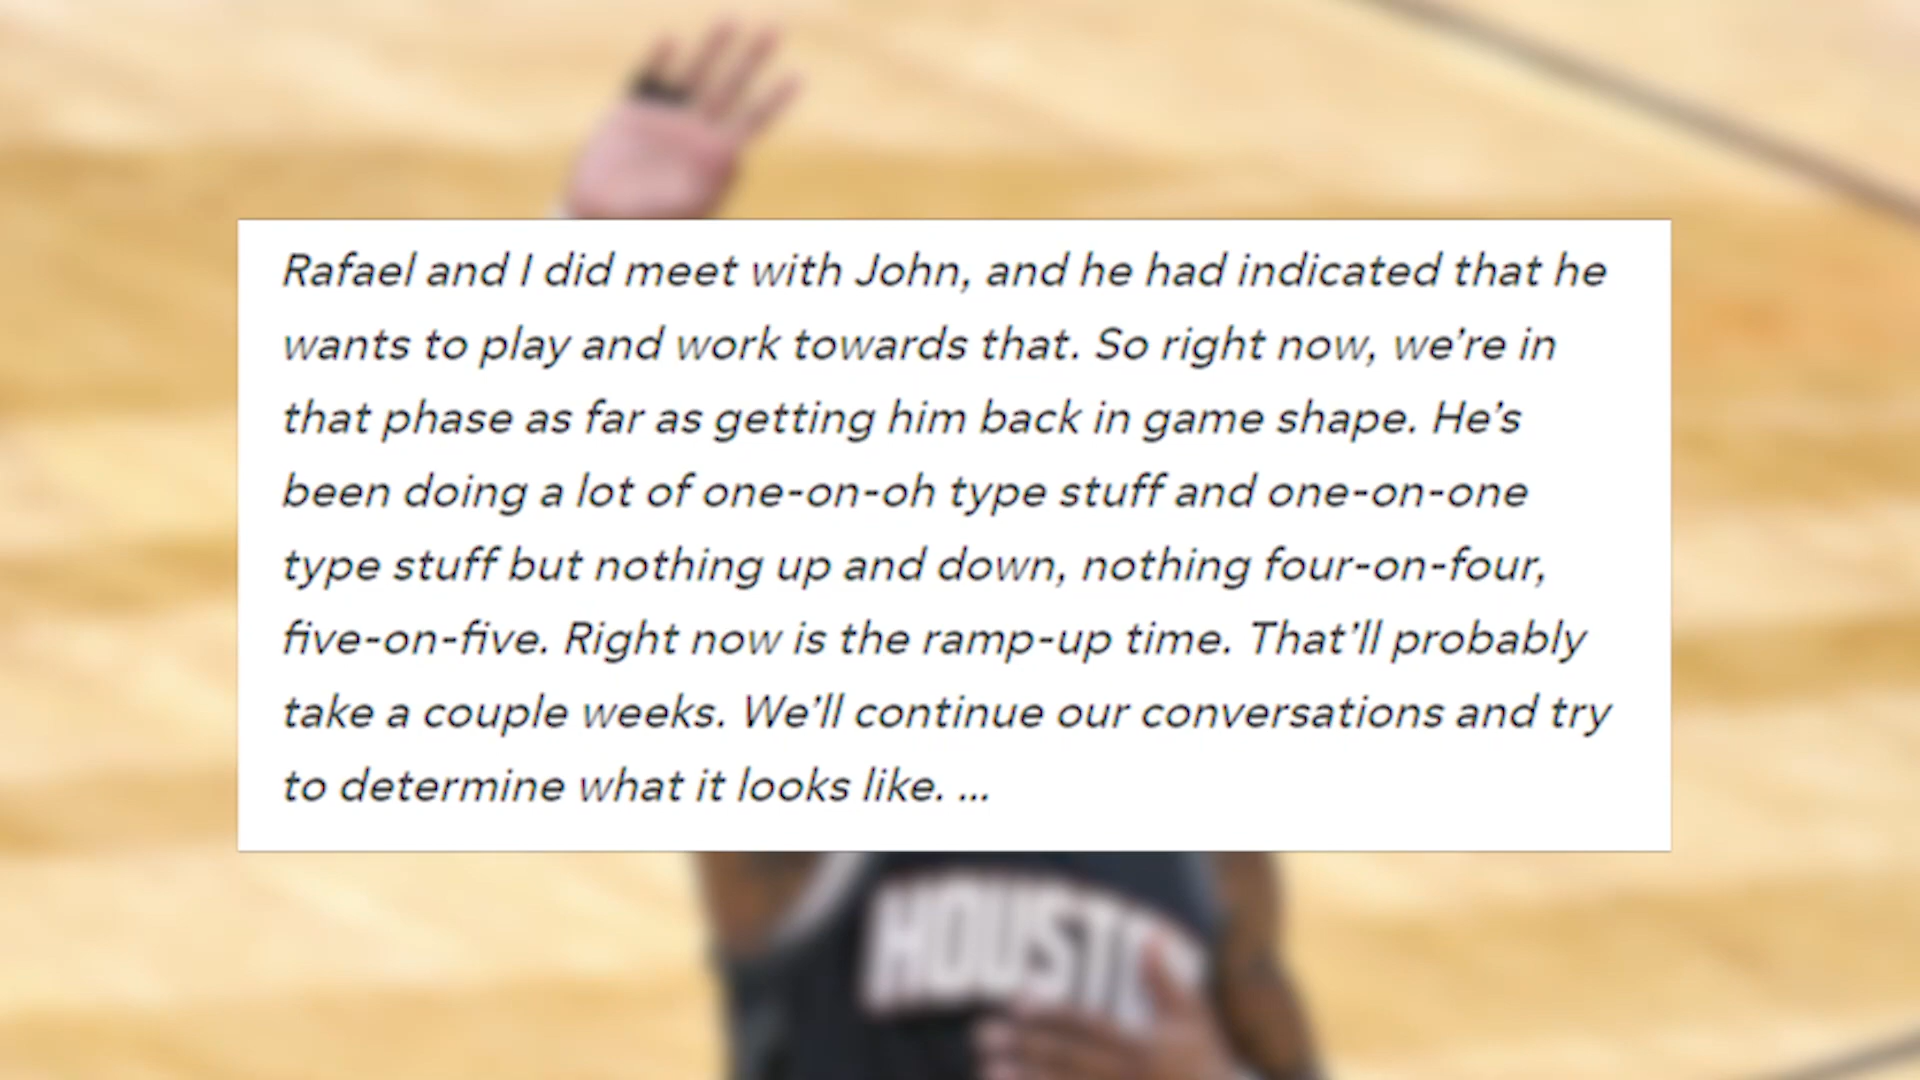 Rafael and I did meet with John, and he had indicated that he
wants to play and work towards that. So right now, we’re in
that phase as far as getting him back in game shape. He’s
been doing a lot of one-on-oh type stuff and one-on-one
type stuff but nothing up and down, nothing four-on-four,
five-on-five. Right now is the ramp-up time. That’ll probably
take a couple weeks. We’ll continue our conversations and try
to determine what it looks like. ...
HOUSTO